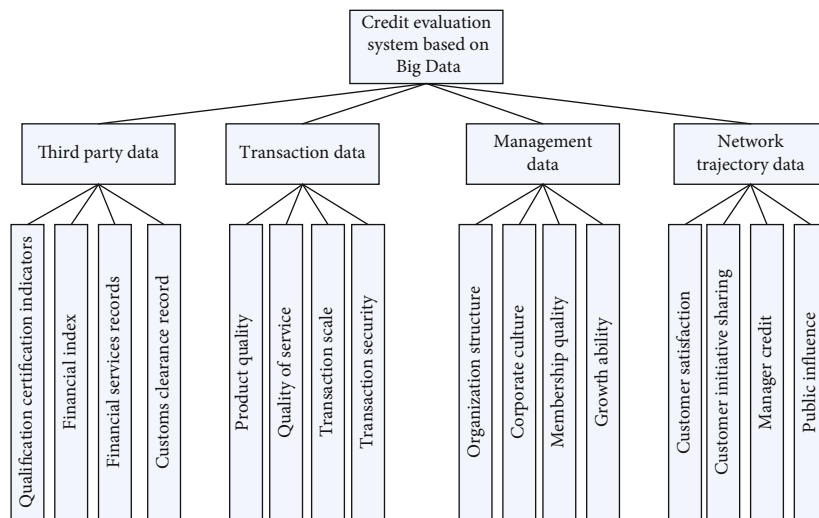 Credit evaluation
system based on
Big Data
Third party data
Transaction data
Management
data
Network
trajectory data
Qualification certification indicators
Financial index
Financial services records
Customs clearance record
Product quality
Quality of service
Transaction scale
Transaction security
Organization structure
Corporate culture
Membership quality
Growth ability
Customer satisfaction
Customer initiative sharing
Manager credit
Public influence